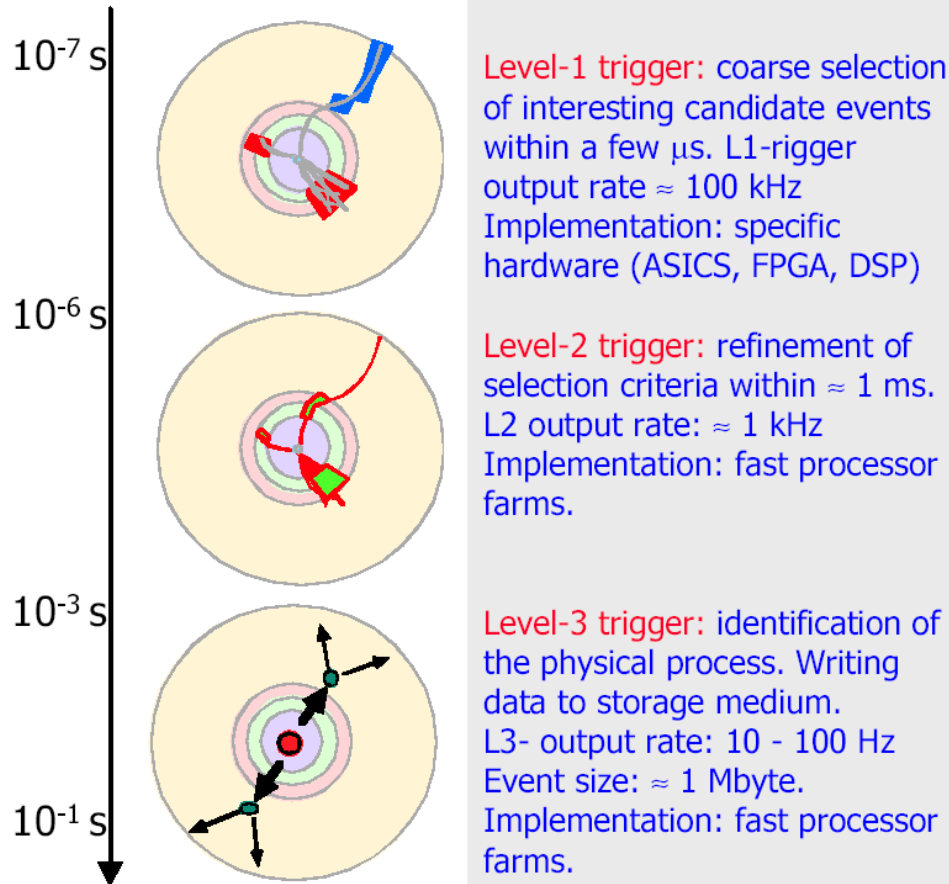 10⁻⁷ s
Level-1 trigger: coarse selection
of interesting candidate events
within a few μs. L1-rigger
output rate ≈ 100 kHz
Implementation: specific
hardware (ASICS, FPGA, DSP)
10⁻⁶ s
Level-2 trigger: refinement of
selection criteria within ≈ 1 ms.
L2 output rate: ≈ 1 kHz
Implementation: fast processor
farms.
10⁻³ s
Level-3 trigger: identification of
the physical process. Writing
data to storage medium.
L3- output rate: 10 - 100 Hz
Event size: ≈ 1 Mbyte.
Implementation: fast processor
farms.
10⁻¹ s